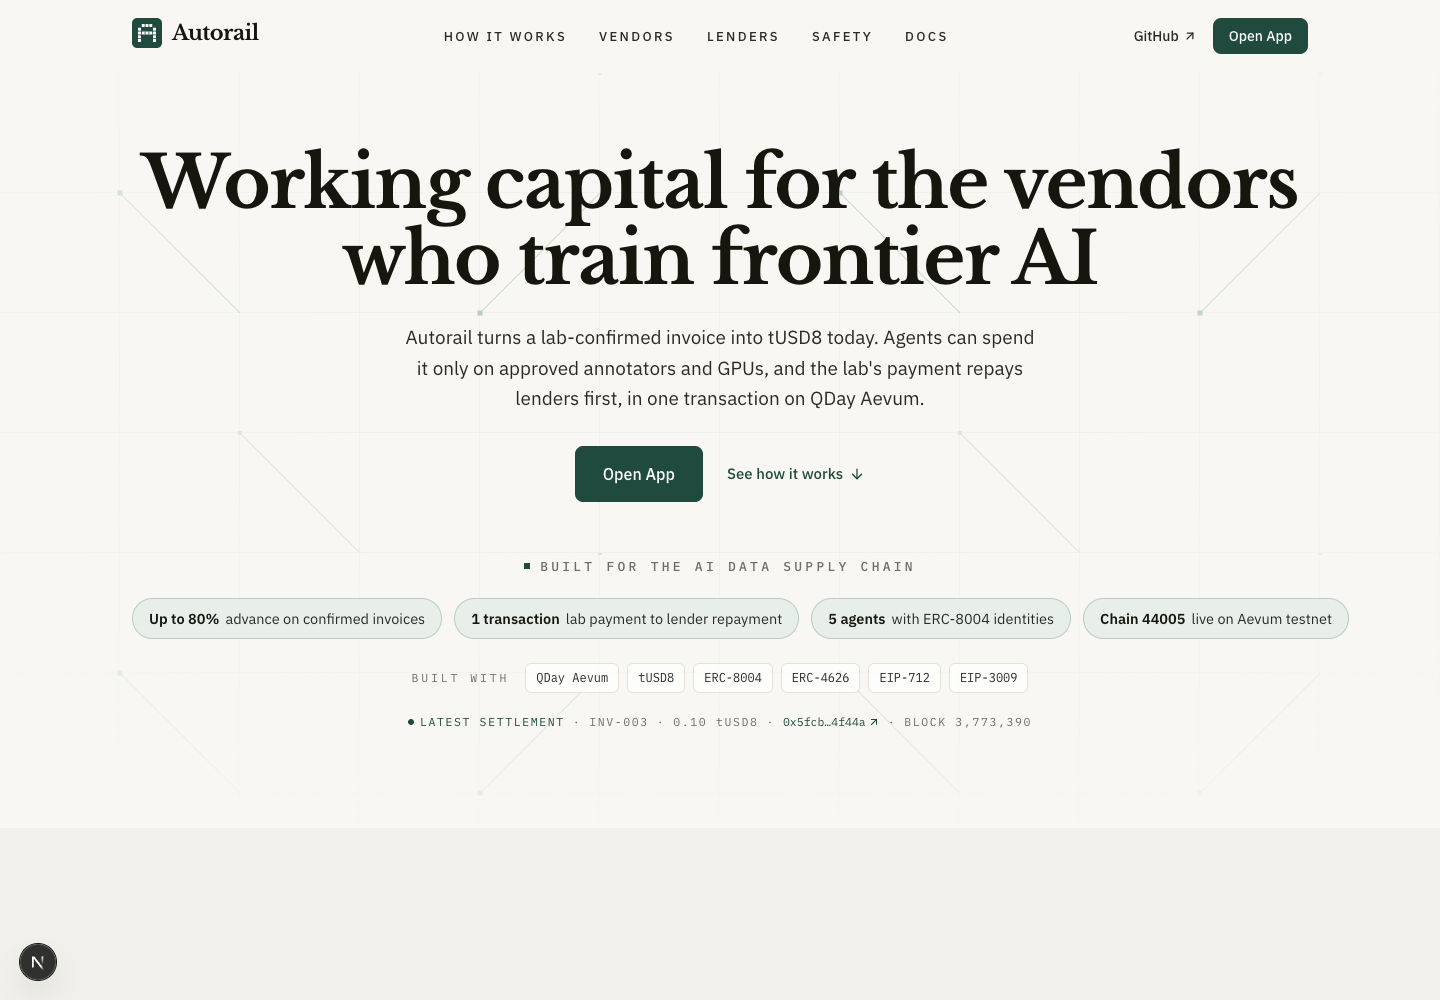 Autorail
HOW IT WORKS VENDORS LENDERS SAFETY DOCS
GitHub ↗ Open App
Working capital for the vendors
who train frontier AI
Autorail turns a lab-confirmed invoice into tUSD8 today. Agents can spend
it only on approved annotators and GPUs, and the lab's payment repays
lenders first, in one transaction on QDay Aevum.
Open App See how it works ↓
BUILT FOR THE AI DATA SUPPLY CHAIN
Up to 80% advance on confirmed invoices 1 transaction lab payment to lender repayment 5 agents with ERC-8004 identities Chain 44005 live on Aevum testnet
BUILT WITH QDay Aevum tUSD8 ERC-8004 ERC-4626 EIP-712 EIP-3009
LATEST SETTLEMENT · INV-003 · 0.10 tUSD8 · 0x5fcb…4f44a ↗ · BLOCK 3,773,390
N